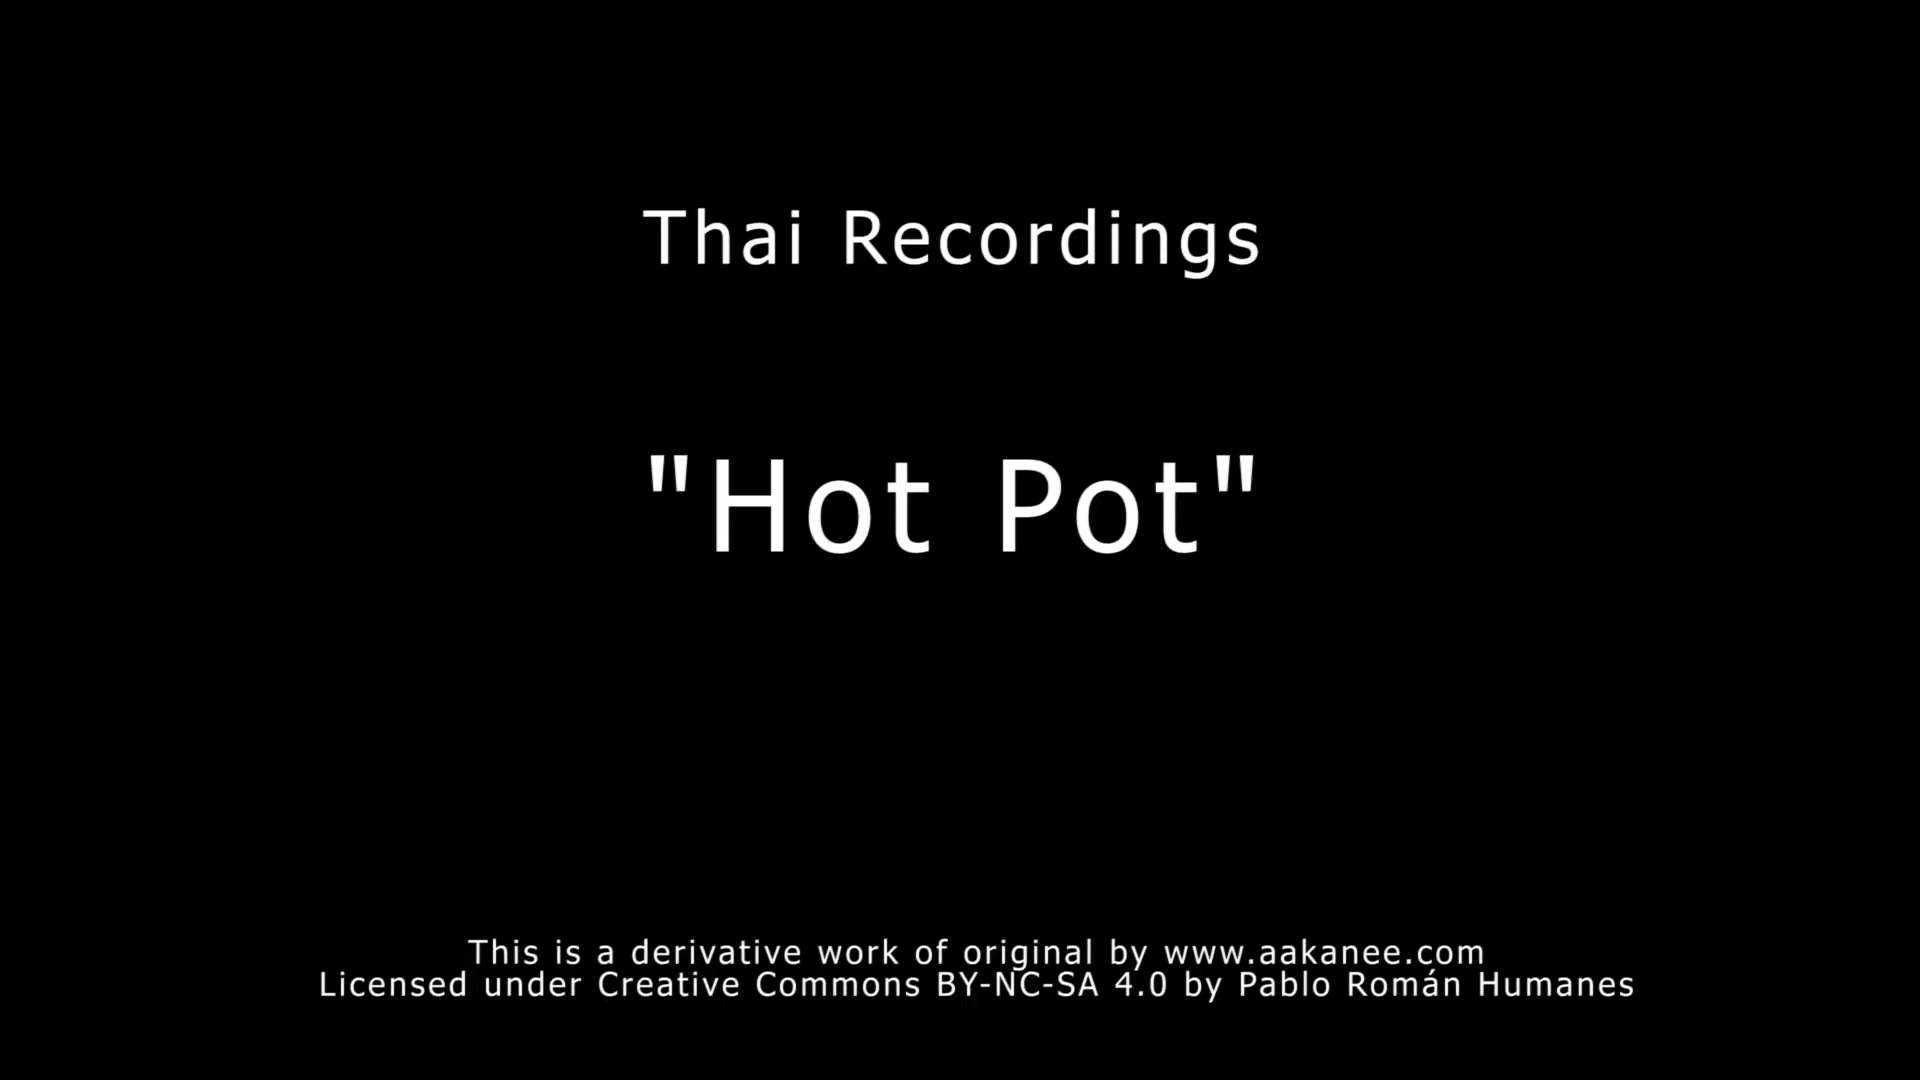 Thai Recordings
"Hot Pot"
This is a derivative work of original by www.aakanee.com
Licensed under Creative Commons BY-NC-SA 4.0 by Pablo Román Humanes